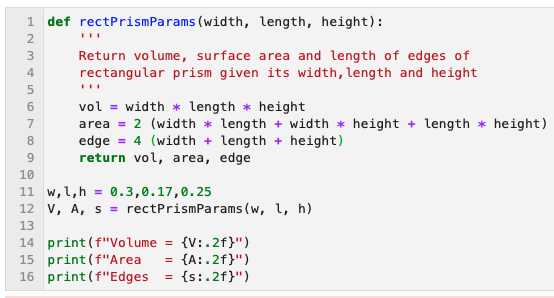 1 def rectPrismParams(width, length, height):
2     '''
3     Return volume, surface area and length of edges of
4     rectangular prism given its width,length and height
5     '''
6     vol = width * length * height
7     area = 2 (width * length + width * height + length * height)
8     edge = 4 (width + length + height)
9     return vol, area, edge
10
11 w,l,h = 0.3,0.17,0.25
12 V, A, s = rectPrismParams(w, l, h)
13
14 print(f"Volume = {V:.2f}")
15 print(f"Area   = {A:.2f}")
16 print(f"Edges  = {s:.2f}")